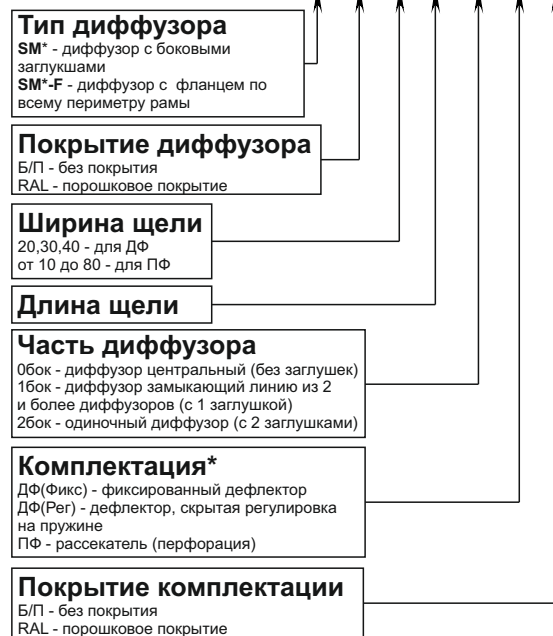 Тип диффузора
SM* - диффузор с боковыми
заглукшами
SM*-F - диффузор с фланцем по
всему периметру рамы
Покрытие диффузора
Б/П - без покрытия
RAL - порошковое покрытие
Ширина щели
20,30,40 - для ДФ
от 10 до 80 - для ПФ
Длина щели
Часть диффузора
0бок - диффузор центральный (без заглушек)
1бок - диффузор замыкающий линию из 2
и более диффузоров (с 1 заглушкой)
2бок - одиночный диффузор (с 2 заглушками)
Комплектация*
ДФ(Фикс) - фиксированный дефлектор
ДФ(Рег) - дефлектор, скрытая регулировка
на пружине
ПФ - рассекатель (перфорация)
Покрытие комплектации
Б/П - без покрытия
RAL - порошковое покрытие